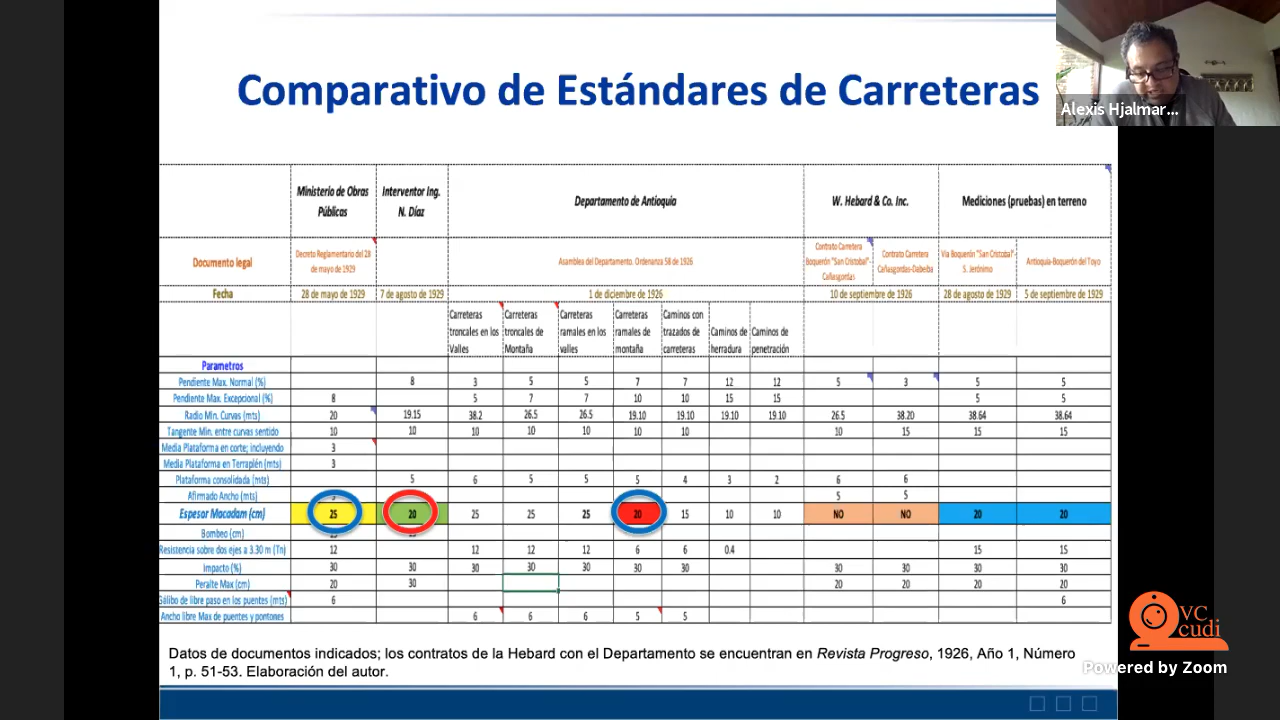 Comparativo de Estándares de Carreteras
Alexis Hjalmar...
Ministerio de Obras Públicas Interventor Ing. N. Díaz Departamento de Antioquia W. Hebard & Co. Inc. Mediciones (pruebas) en terreno
Documento legal Decreto Reglamentario del 28 de mayo de 1929 Asamblea del Departamento. Ordenanza 58 de 1926 Contrato Carretera Boquerón "San Cristobal"- Cañasgordas Contrato Carretera Cañasgordas-Dabeiba Via Boquerón "San Cristobal"- S. Jerónimo Antioquia-Boquerón del Toyo
Fecha 28 de mayo de 1929 7 de agosto de 1929 1 de diciembre de 1926 10 de septiembre de 1926 28 de agosto de 1929 5 de septiembre de 1929
Carreteras troncales en los Valles Carreteras troncales de Montaña Carreteras ramales en los valles Carreteras ramales de montaña Caminos con trazados de carreteras Caminos de herradura Caminos de penetración
Parametros
Pendiente Max. Normal (%) 8 3 5 5 7 7 12 12 5 3 5 5
Pendiente Max. Excepcional (%) 8 5 7 7 10 10 15 15 5 5
Radio Min. Curvas (mts) 20 19.15 38.2 26.5 26.5 19.10 19.10 19.10 19.10 26.5 38.20 38.64 38.64
Tangente Min. entre curvas sentido 10 10 10 10 10 10 10 10 15 15 15
Media Plataforma en corte; incluyendo 3
Media Plataforma en Terraplén (mts) 3
Plataforma consolidada (mts) 5 6 5 5 5 4 3 2 6 6
Afirmado Ancho (mts) 5 5
Espesor Macadam (cm) 25 20 25 25 25 20 15 10 10 NO NO 20 20
Bombeo (cm)
Resistencia sobre dos ejes a 3.30 m (Tn) 12 12 12 12 6 6 0.4 15 15
Impacto (%) 30 30 30 30 30 30 30 30 30 30 30
Peralte Max (cm) 20 30 20 20 20 20
Gálibo de libre paso en los puentes (mts) 6 6
Ancho libre Max de puentes y pontones 6 6 6 5 5
Datos de documentos indicados; los contratos de la Hebard con el Departamento se encuentran en Revista Progreso, 1926, Año 1, Número
1, p. 51-53. Elaboración del autor.
VC
cudi
Powered by Zoom